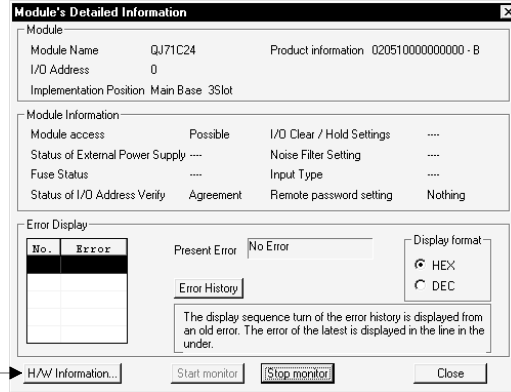 Module's Detailed Information
Module
Module Name QJ71C24 Product information 020510000000000 - B
I/O Address 0
Implementation Position Main Base 3Slot
Module Information
Module access Possible I/O Clear / Hold Settings ----
Status of External Power Supply ---- Noise Filter Setting ----
Fuse Status ---- Input Type ----
Status of I/O Address Verify Agreement Remote password setting Nothing
Error Display
No. Error Present Error No Error Display format
HEX
DEC
Error History
The display sequence turn of the error history is displayed from
an old error. The error of the latest is displayed in the line in the
under.
H/W Information... Start monitor Stop monitor Close